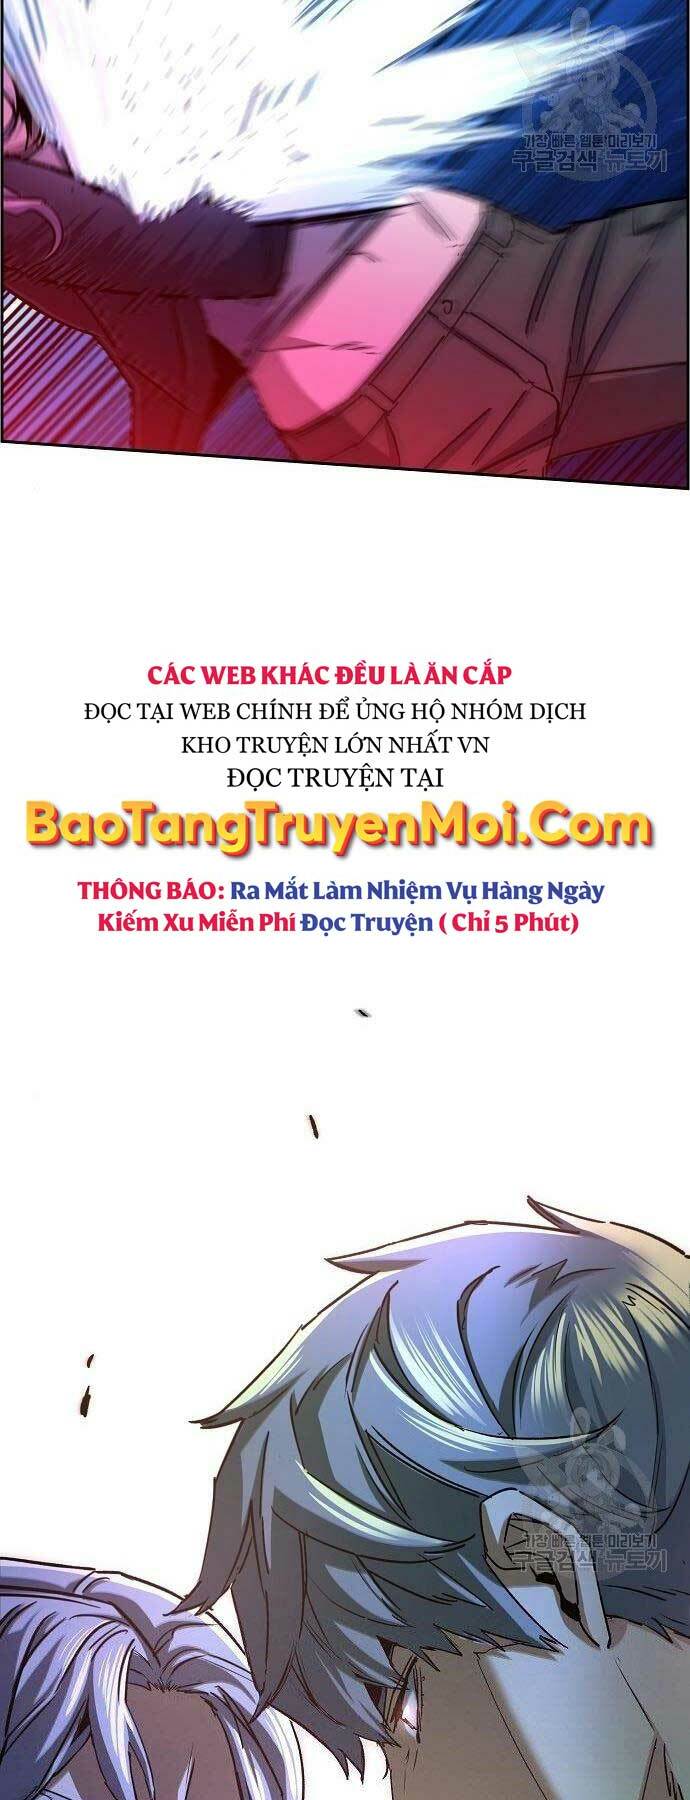 가장 빠른 웹툰 미리보기
구글검색 뉴토끼
CÁC WEB KHÁC ĐỀU LÀ ĂN CẮP
ĐỌC TẠI WEB CHÍNH ĐỂ ỦNG HỘ NHÓM DỊCH
KHO TRUYỆN LỚN NHẤT VN
ĐỌC TRUYỆN TẠI
BaoTangTruyenMoi.Com
THÔNG BÁO: Ra Mắt Làm Nhiệm Vụ Hàng Ngày
Kiếm Xu Miễn Phí Đọc Truyện ( Chỉ 5 Phút)
가장 빠른 웹툰 미리보기
구글검색 뉴토끼